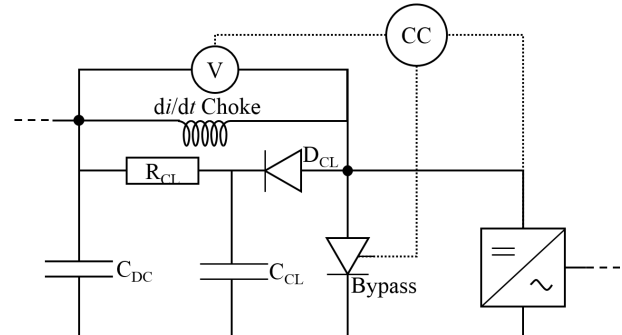 CC
V
di/dt Choke
D_CL
R_CL
C_DC
C_CL
Bypass